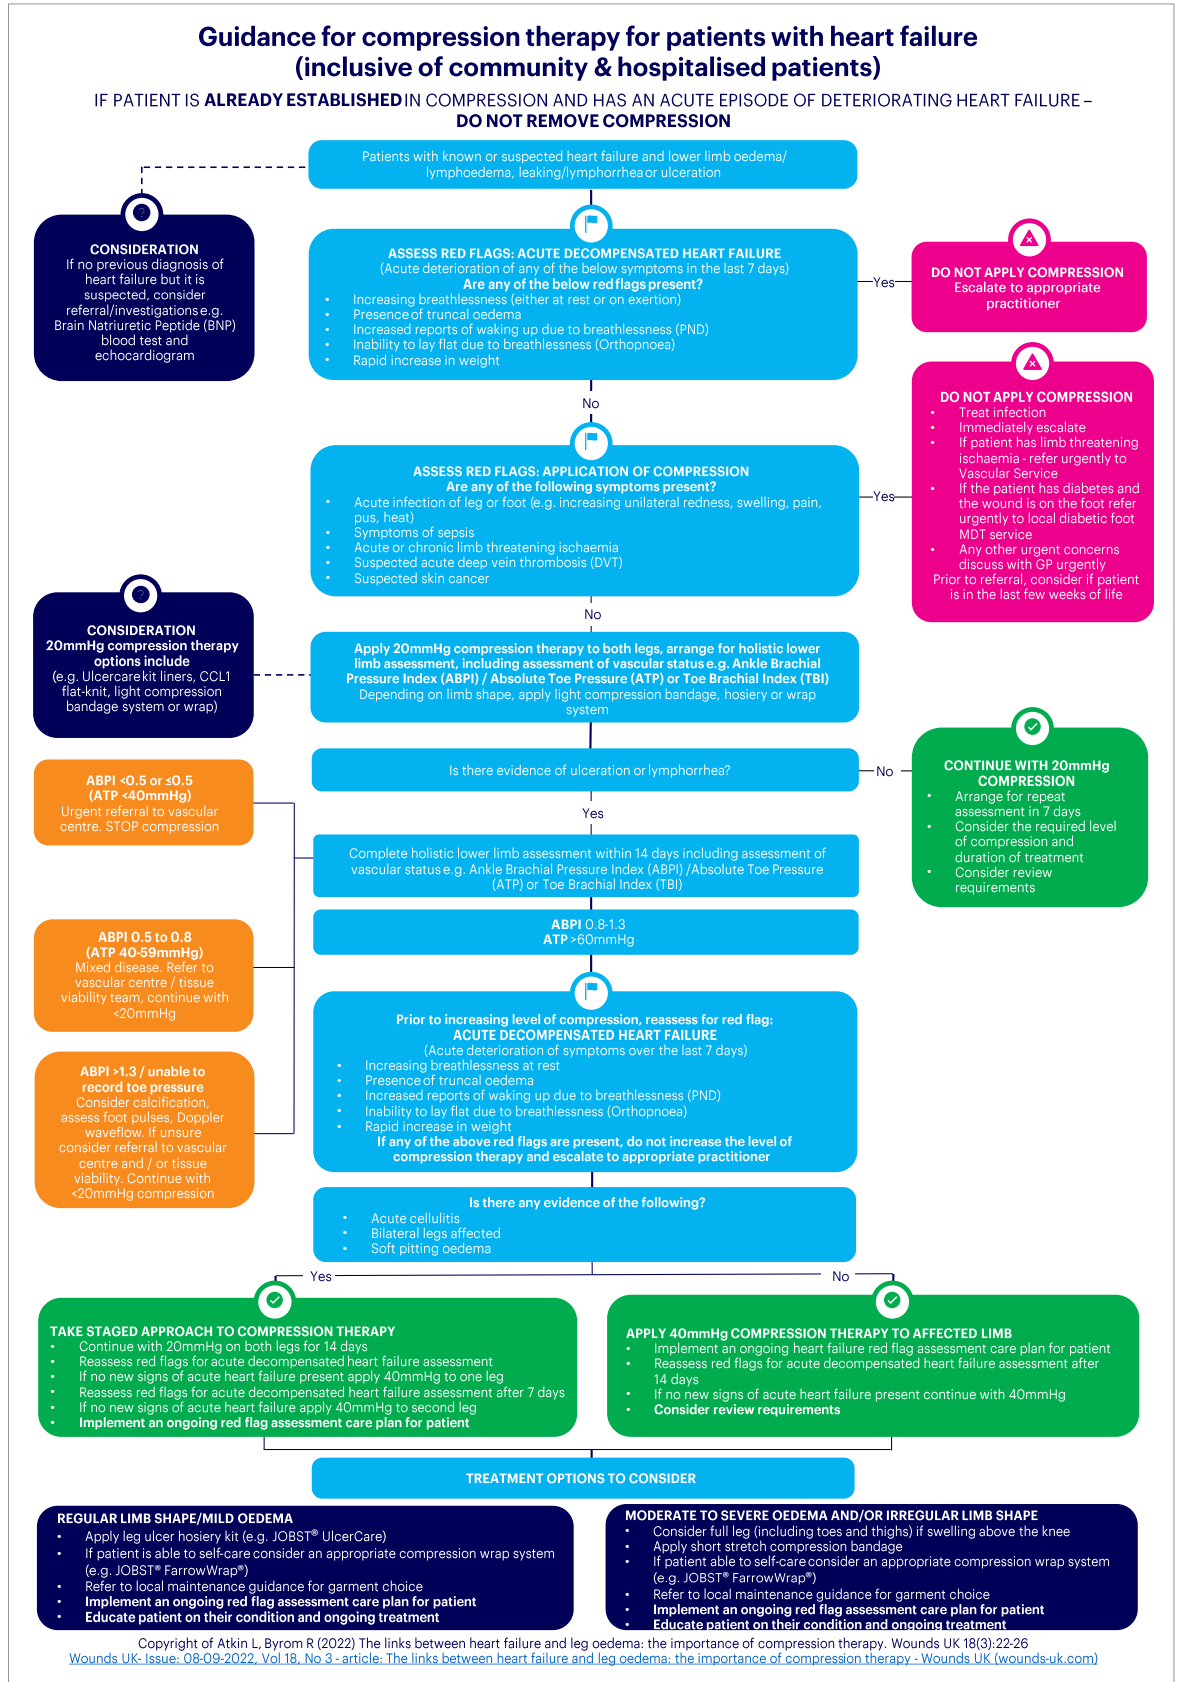 Guidance for compression therapy for patients with heart failure
(inclusive of community & hospitalised patients)
IF PATIENT IS ALREADY ESTABLISHED IN COMPRESSION AND HAS AN ACUTE EPISODE OF DETERIORATING HEART FAILURE –
DO NOT REMOVE COMPRESSION
Patients with known or suspected heart failure and lower limb oedema/
lymphoedema, leaking/lymphorrhea or ulceration
?
CONSIDERATION
If no previous diagnosis of
heart failure but it is
suspected, consider
referral/investigations e.g.
Brain Natriuretic Peptide (BNP)
blood test and
echocardiogram
ASSESS RED FLAGS: ACUTE DECOMPENSATED HEART FAILURE
(Acute deterioration of any of the below symptoms in the last 7 days)
Are any of the below red flags present?
• Increasing breathlessness (either at rest or on exertion)
• Presence of truncal oedema
• Increased reports of waking up due to breathlessness (PND)
• Inability to lay flat due to breathlessness (Orthopnoea)
• Rapid increase in weight
Yes
DO NOT APPLY COMPRESSION
Escalate to appropriate
practitioner
No
ASSESS RED FLAGS: APPLICATION OF COMPRESSION
Are any of the following symptoms present?
• Acute infection of leg or foot (e.g. increasing unilateral redness, swelling, pain,
pus, heat)
• Symptoms of sepsis
• Acute or chronic limb threatening ischaemia
• Suspected acute deep vein thrombosis (DVT)
• Suspected skin cancer
Yes
DO NOT APPLY COMPRESSION
• Treat infection
• Immediately escalate
• If patient has limb threatening
ischaemia - refer urgently to
Vascular Service
• If the patient has diabetes and
the wound is on the foot refer
urgently to local diabetic foot
MDT service
• Any other urgent concerns
discuss with GP urgently
Prior to referral, consider if patient
is in the last few weeks of life
No
?
CONSIDERATION
20mmHg compression therapy
options include
(e.g. Ulcercare kit liners, CCL1
flat-knit, light compression
bandage system or wrap)
Apply 20mmHg compression therapy to both legs, arrange for holistic lower
limb assessment, including assessment of vascular status e.g. Ankle Brachial
Pressure Index (ABPI) / Absolute Toe Pressure (ATP) or Toe Brachial Index (TBI)
Depending on limb shape, apply light compression bandage, hosiery or wrap
system
Is there evidence of ulceration or lymphorrhea?
No
CONTINUE WITH 20mmHg
COMPRESSION
• Arrange for repeat
assessment in 7 days
• Consider the required level
of compression and
duration of treatment
• Consider review
requirements
Yes
Complete holistic lower limb assessment within 14 days including assessment of
vascular status e.g. Ankle Brachial Pressure Index (ABPI) /Absolute Toe Pressure
(ATP) or Toe Brachial Index (TBI)
ABPI <0.5 or ≤0.5
(ATP <40mmHg)
Urgent referral to vascular
centre. STOP compression
ABPI 0.5 to 0.8
(ATP 40-59mmHg)
Mixed disease. Refer to
vascular centre / tissue
viability team, continue with
<20mmHg
ABPI >1.3 / unable to
record toe pressure
Consider calcification,
assess foot pulses, Doppler
waveflow. If unsure
consider referral to vascular
centre and / or tissue
viability. Continue with
<20mmHg compression
ABPI 0.8-1.3
ATP >60mmHg
Prior to increasing level of compression, reassess for red flag:
ACUTE DECOMPENSATED HEART FAILURE
(Acute deterioration of symptoms over the last 7 days)
• Increasing breathlessness at rest
• Presence of truncal oedema
• Increased reports of waking up due to breathlessness (PND)
• Inability to lay flat due to breathlessness (Orthopnoea)
• Rapid increase in weight
If any of the above red flags are present, do not increase the level of
compression therapy and escalate to appropriate practitioner
Is there any evidence of the following?
• Acute cellulitis
• Bilateral legs affected
• Soft pitting oedema
Yes
No
TAKE STAGED APPROACH TO COMPRESSION THERAPY
• Continue with 20mmHg on both legs for 14 days
• Reassess red flags for acute decompensated heart failure assessment
• If no new signs of acute heart failure present apply 40mmHg to one leg
• Reassess red flags for acute decompensated heart failure assessment after 7 days
• If no new signs of acute heart failure apply 40mmHg to second leg
• Implement an ongoing red flag assessment care plan for patient
APPLY 40mmHg COMPRESSION THERAPY TO AFFECTED LIMB
• Implement an ongoing heart failure red flag assessment care plan for patient
• Reassess red flags for acute decompensated heart failure assessment after
14 days
• If no new signs of acute heart failure present continue with 40mmHg
• Consider review requirements
TREATMENT OPTIONS TO CONSIDER
REGULAR LIMB SHAPE/MILD OEDEMA
• Apply leg ulcer hosiery kit (e.g. JOBST® UlcerCare)
• If patient is able to self-care consider an appropriate compression wrap system
(e.g. JOBST® FarrowWrap®)
• Refer to local maintenance guidance for garment choice
• Implement an ongoing red flag assessment care plan for patient
• Educate patient on their condition and ongoing treatment
MODERATE TO SEVERE OEDEMA AND/OR IRREGULAR LIMB SHAPE
• Consider full leg (including toes and thighs) if swelling above the knee
• Apply short stretch compression bandage
• If patient able to self-care consider an appropriate compression wrap system
(e.g. JOBST® FarrowWrap®)
• Refer to local maintenance guidance for garment choice
• Implement an ongoing red flag assessment care plan for patient
• Educate patient on their condition and ongoing treatment
Copyright of Atkin L, Byrom R (2022) The links between heart failure and leg oedema: the importance of compression therapy. Wounds UK 18(3):22-26
Wounds UK- Issue: 08-09-2022, Vol 18, No 3 - article: The links between heart failure and leg oedema: the importance of compression therapy - Wounds UK (wounds-uk.com)